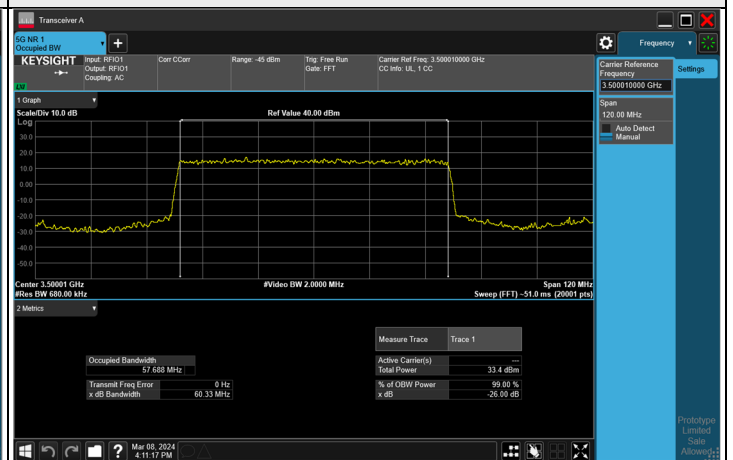 Transceiver A
5G NR 1
Occupied BW
+
Frequency
KEYSIGHT
LXI
Input: RFIO1
Output: RFIO1
Coupling: AC
Corr CCorr
Range: -45 dBm
Trig: Free Run
Gate: FFT
Carrier Ref Freq: 3.500010000 GHz
CC Info: UL, 1 CC
Carrier Reference
Frequency
3.500010000 GHz
Settings
Span
120.00 MHz
Auto Detect
Manual
1 Graph
Scale/Div 10.0 dB
Ref Value 40.00 dBm
Log
30.0
20.0
10.0
0.00
-10.0
-20.0
-30.0
-40.0
-50.0
Center 3.50001 GHz
#Video BW 2.0000 MHz
Span 120 MHz
#Res BW 680.00 kHz
Sweep (FFT) ~51.0 ms (20001 pts)
2 Metrics
Measure Trace
Trace 1
Occupied Bandwidth
57.688 MHz
Active Carrier(s)
---
Total Power
33.4 dBm
Transmit Freq Error
0 Hz
x dB Bandwidth
60.33 MHz
% of OBW Power
99.00 %
x dB
-26.00 dB
Prototype
Limited
Sale
Allowed
?
Mar 08, 2024
4:11:17 PM